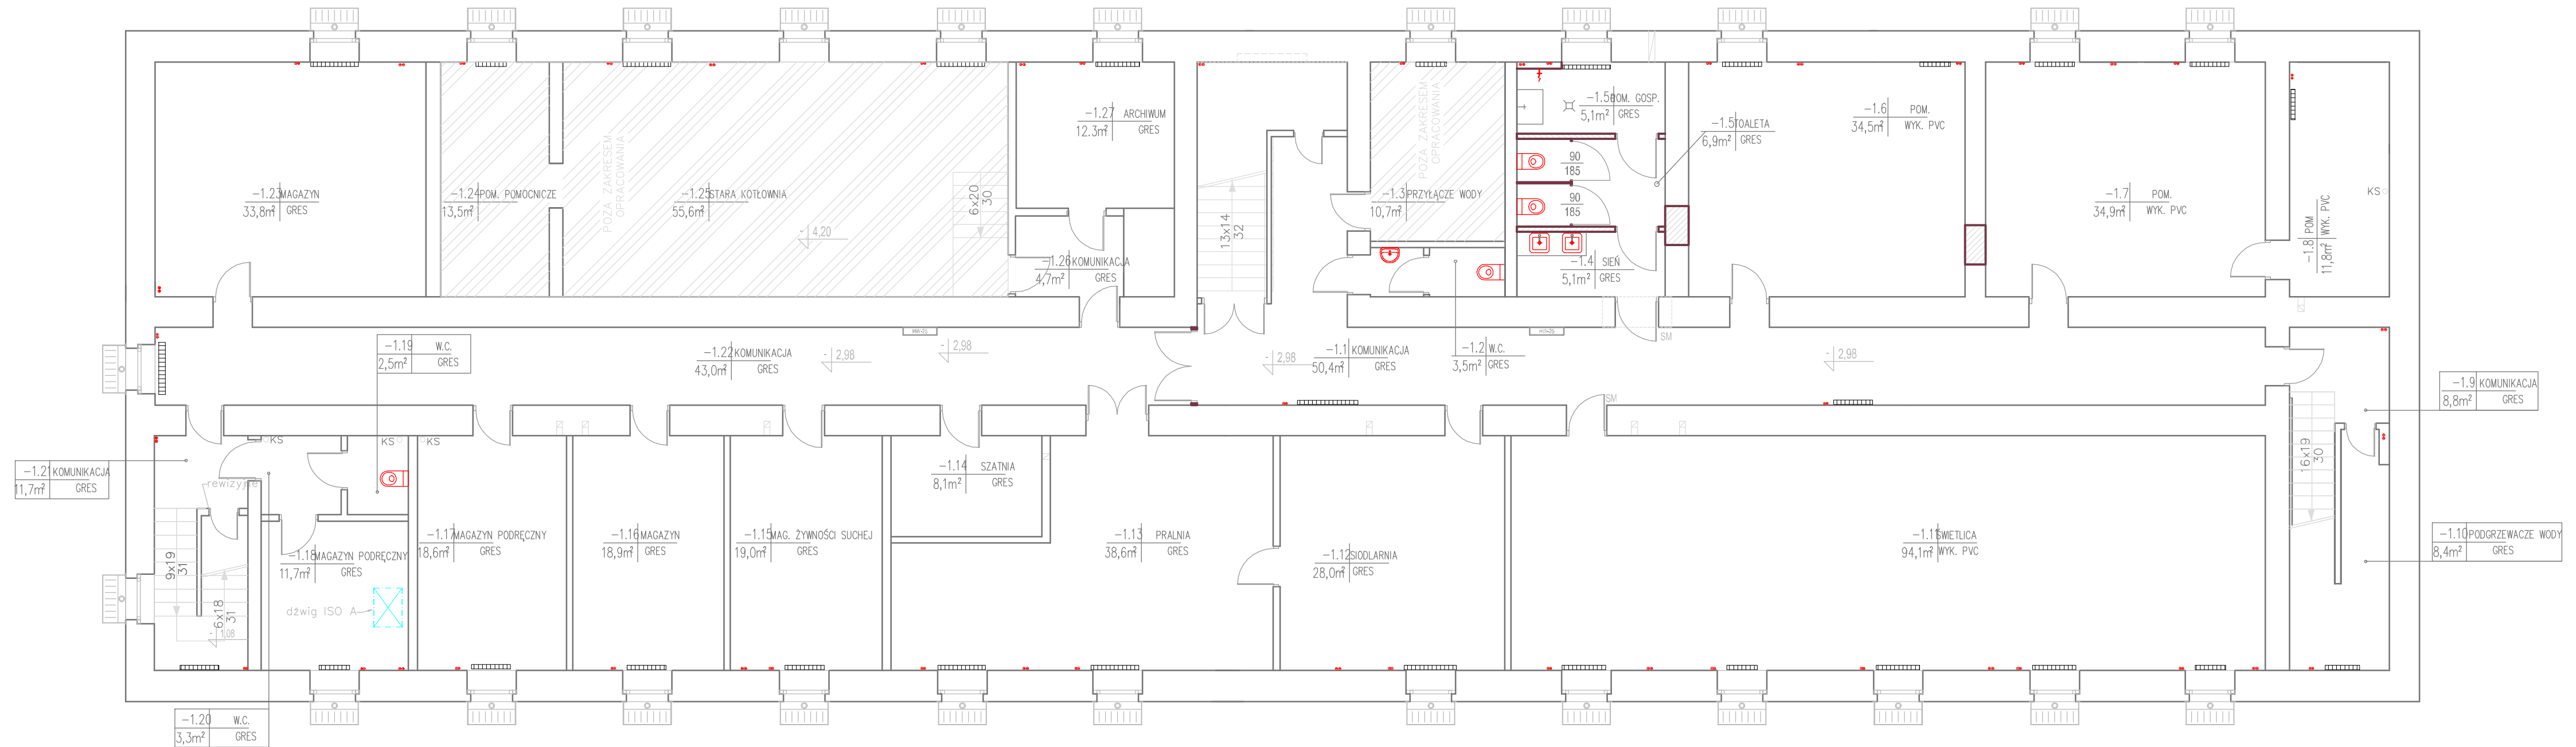 -1.23 MAGAZYN
33,8m² GRES
-1.24 POM. POMOCNICZE
13,5m²
POZA ZAKRESEM
OPRACOWANIA
-1.25 STARA KOTŁOWNIA
55,6m²
- 4,20
6x20
30
-1.27 ARCHIWUM
12.3m² GRES
-1.26 KOMUNIKACJA
4,7m² GRES
13x14
32
POZA ZAKRESEM
OPRACOWANIA
-1.3 PRZYŁĄCZE WODY
10,7m²
-1.5a POM. GOSP.
5,1m² GRES
90
185
90
185
-1.4 SIEŃ
5,1m² GRES
-1.5 TOALETA
6,9m² GRES
-1.6 POM.
34,5m² WYK. PVC
-1.7 POM.
34,9m² WYK. PVC
-1.8 POM
11,8m² WYK. PVC
KS
-1.19 W.C.
2,5m² GRES
-1.22 KOMUNIKACJA
43,0m² GRES
- 2,98
- 2,98
- 2,98
-1.1 KOMUNIKACJA
50,4m² GRES
-1.2 W.C.
3,5m² GRES
SM
- 2,98
SM
-1.9 KOMUNIKACJA
8,8m² GRES
-1.21 KOMUNIKACJA
11,7m² GRES
KS
KS
KS
rewizyjne
9x19
31
6x18
31
- 1,08
-1.18 MAGAZYN PODRĘCZNY
11,7m² GRES
dźwig ISO A
-1.17 MAGAZYN PODRĘCZNY
18,6m² GRES
-1.16 MAGAZYN
18,9m² GRES
-1.15 MAG. ŻYWNOŚCI SUCHEJ
19,0m² GRES
-1.14 SZATNIA
8,1m² GRES
-1.13 PRALNIA
38,6m² GRES
-1.12 SIODLARNIA
28,0m² GRES
-1.11 ŚWIETLICA
94,1m² WYK. PVC
16x19
30
-1.10 PODGRZEWACZE WODY
8,4m² GRES
-1.20 W.C.
3,3m² GRES